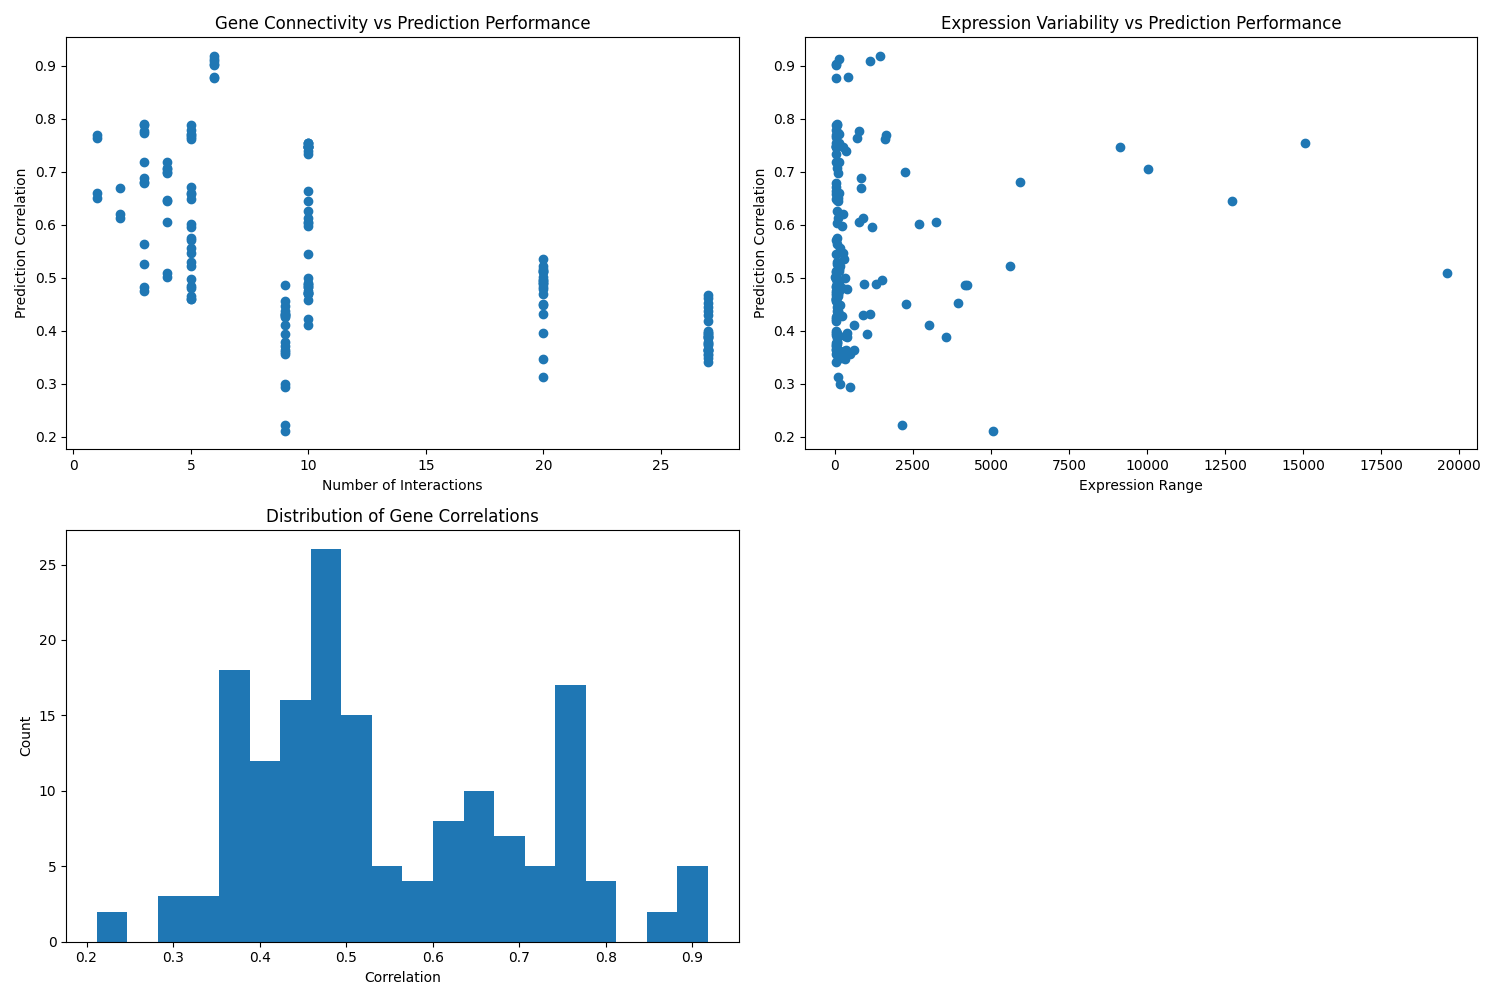 Gene Connectivity vs Prediction Performance
Prediction Correlation
0.9
0.8
0.7
0.6
0.5
0.4
0.3
0.2
0 5 10 15 20 25
Number of Interactions
Expression Variability vs Prediction Performance
Prediction Correlation
0.9
0.8
0.7
0.6
0.5
0.4
0.3
0.2
0 2500 5000 7500 10000 12500 15000 17500 20000
Expression Range
Distribution of Gene Correlations
Count
25
20
15
10
5
0
0.2 0.3 0.4 0.5 0.6 0.7 0.8 0.9
Correlation